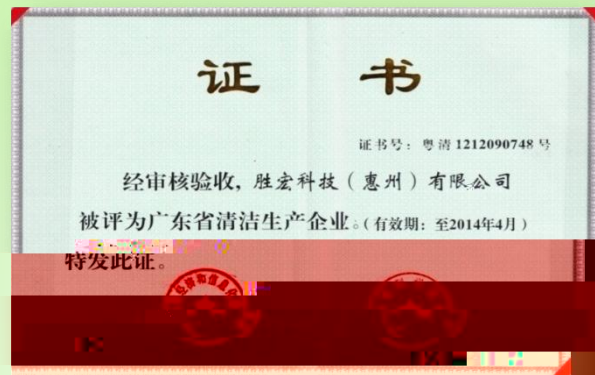 证 书
证书号：粤清1212090748号
经审核验收，胜宏科技（惠州）有限公司
被评为广东省清洁生产企业。（有效期：至2014年4月）
特发此证。